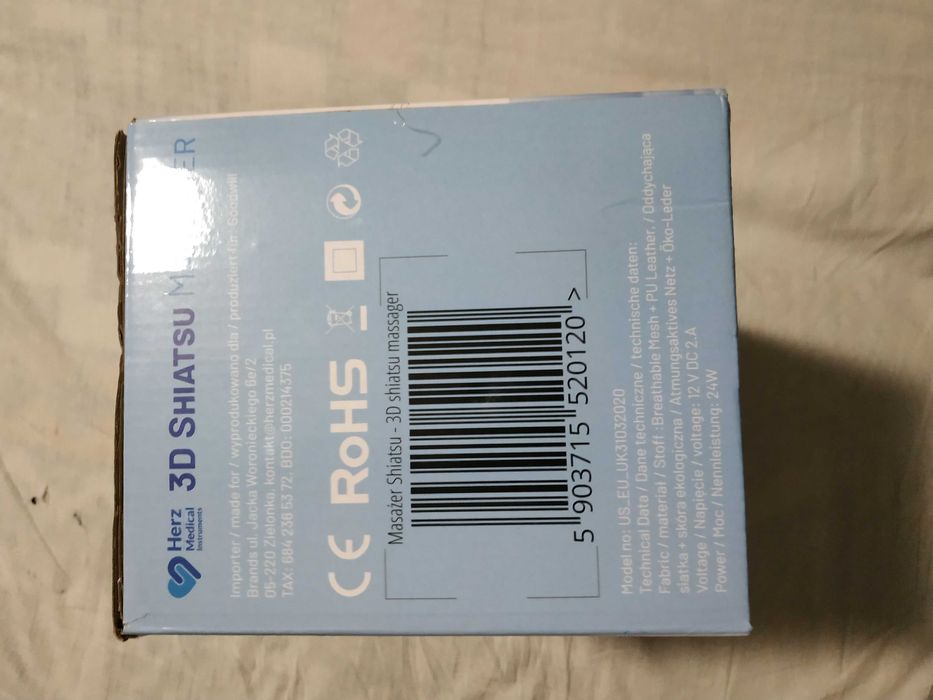 Herz
Medical
Instruments
3D SHIATSU M ER
Importer / made for / wyprodukowano dla / produziert für: Goodwill
Brands ul. Jacka Woronieckiego 6e/2
05-220 Zielonka, kontakt@herzmedical.pl
TAX: 684 238 53 72, BDO: 000214375
CE RoHS
Masażer Shiatsu - 3D shiatsu massager
5 903715 520120 >
Model no: US_EU_UK31032020
Technical Data / Dane techniczne / technische daten:
Fabric / material / Stoff :Breathable Mesh + PU Leather, / Oddychająca
siatka + skóra ekologiczna / Atmungsaktives Netz + Öko-Leder
Voltage / Napięcie / voltage: 12 V DC 2.A
Power / Moc / Nennleistung: 24W